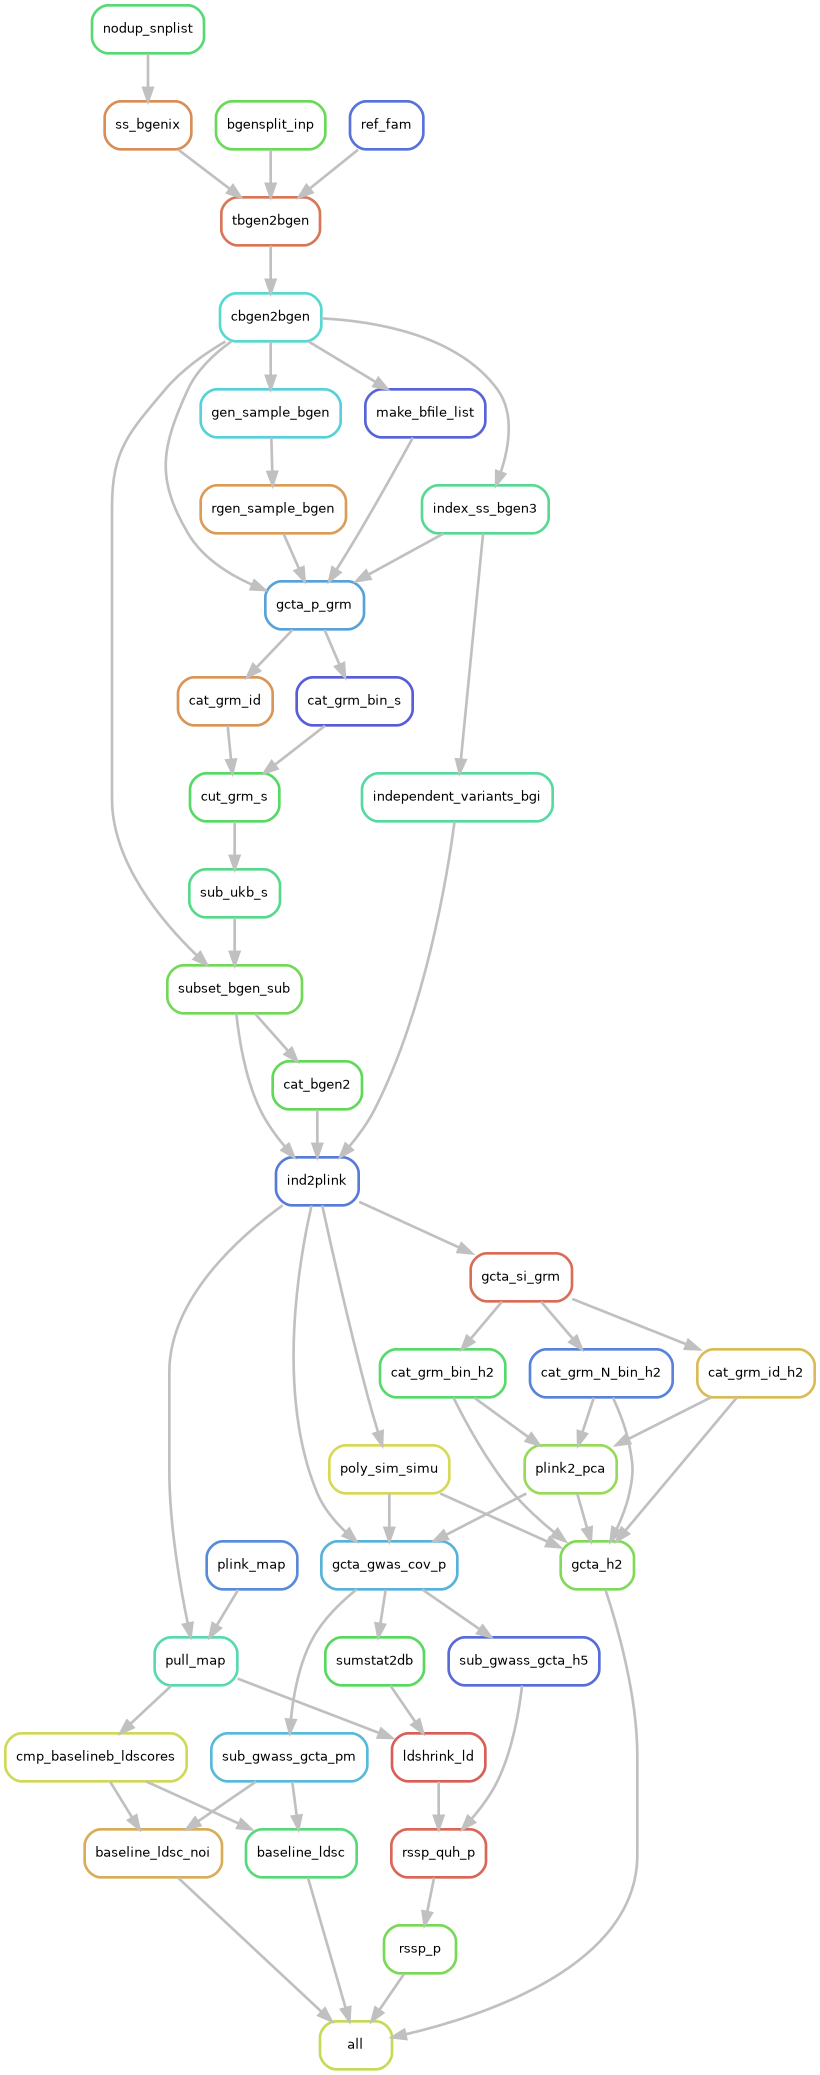 nodup_snplist
ss_bgenix
bgensplit_inp
ref_fam
tbgen2bgen
cbgen2bgen
gen_sample_bgen
make_bfile_list
rgen_sample_bgen
index_ss_bgen3
gcta_p_grm
cat_grm_id
cat_grm_bin_s
cut_grm_s
independent_variants_bgi
sub_ukb_s
subset_bgen_sub
cat_bgen2
ind2plink
gcta_si_grm
cat_grm_bin_h2
cat_grm_N_bin_h2
cat_grm_id_h2
poly_sim_simu
plink2_pca
plink_map
gcta_gwas_cov_p
gcta_h2
pull_map
sumstat2db
sub_gwass_gcta_h5
cmp_baselineb_ldscores
sub_gwass_gcta_pm
ldshrink_ld
baseline_ldsc_noi
baseline_ldsc
rssp_quh_p
rssp_p
all